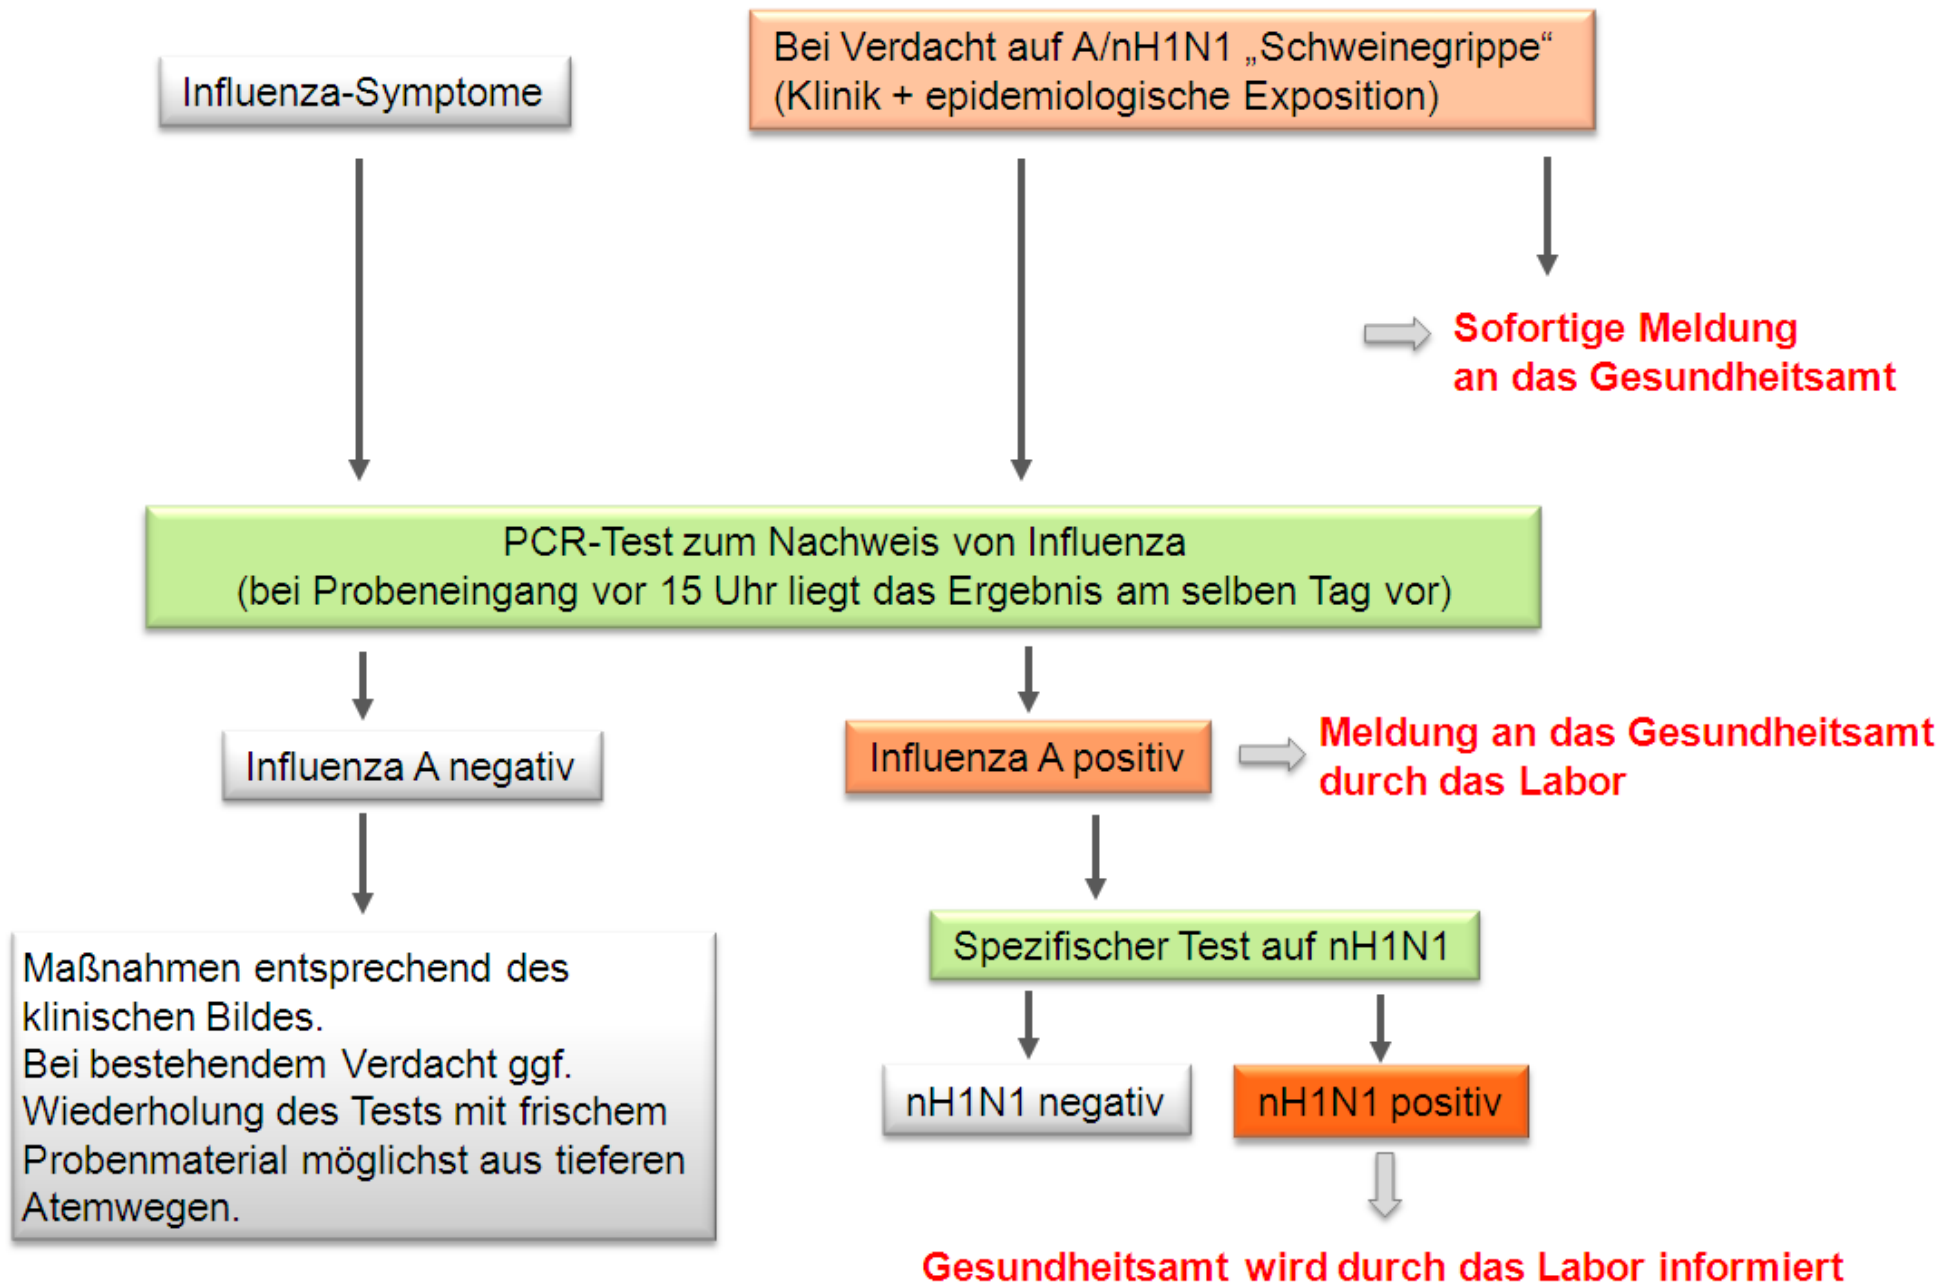 Influenza-Symptome
Bei Verdacht auf A/nH1N1 „Schweinegrippe“
(Klinik + epidemiologische Exposition)
Sofortige Meldung
an das Gesundheitsamt
PCR-Test zum Nachweis von Influenza
(bei Probeneingang vor 15 Uhr liegt das Ergebnis am selben Tag vor)
Influenza A negativ
Influenza A positiv
Meldung an das Gesundheitsamt
durch das Labor
Maßnahmen entsprechend des
klinischen Bildes.
Bei bestehendem Verdacht ggf.
Wiederholung des Tests mit frischem
Probenmaterial möglichst aus tieferen
Atemwegen.
Spezifischer Test auf nH1N1
nH1N1 negativ
nH1N1 positiv
Gesundheitsamt wird durch das Labor informiert